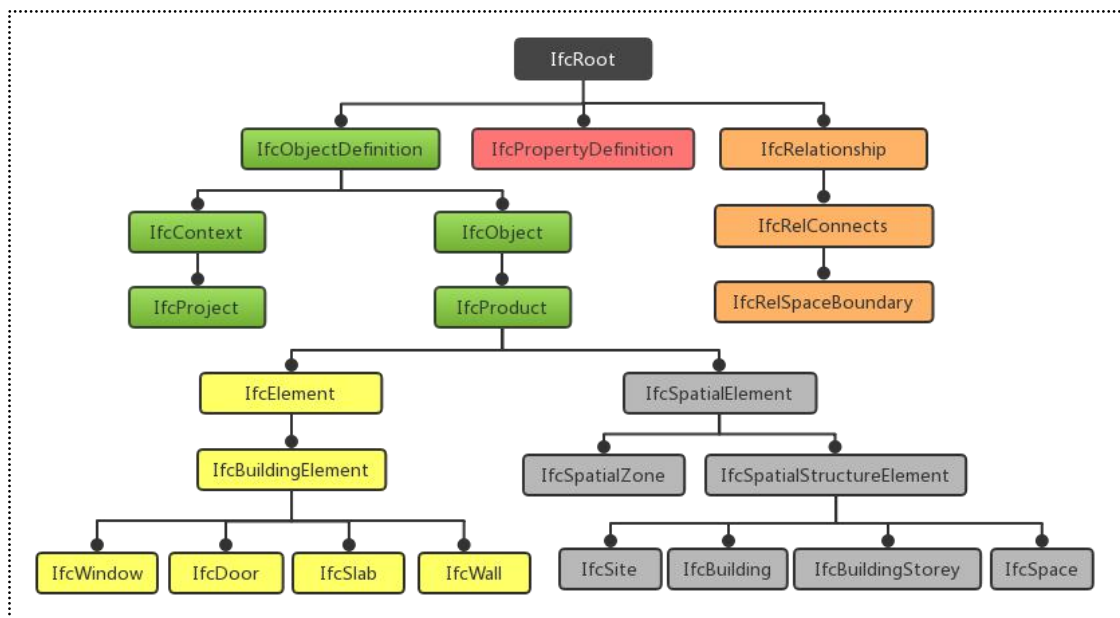 IfcRoot
IfcObjectDefinition
IfcPropertyDefinition
IfcRelationship
IfcContext
IfcObject
IfcRelConnects
IfcProject
IfcProduct
IfcRelSpaceBoundary
IfcElement
IfcSpatialElement
IfcBuildingElement
IfcSpatialZone
IfcSpatialStructureElement
IfcWindow
IfcDoor
IfcSlab
IfcWall
IfcSite
IfcBuilding
IfcBuildingStorey
IfcSpace